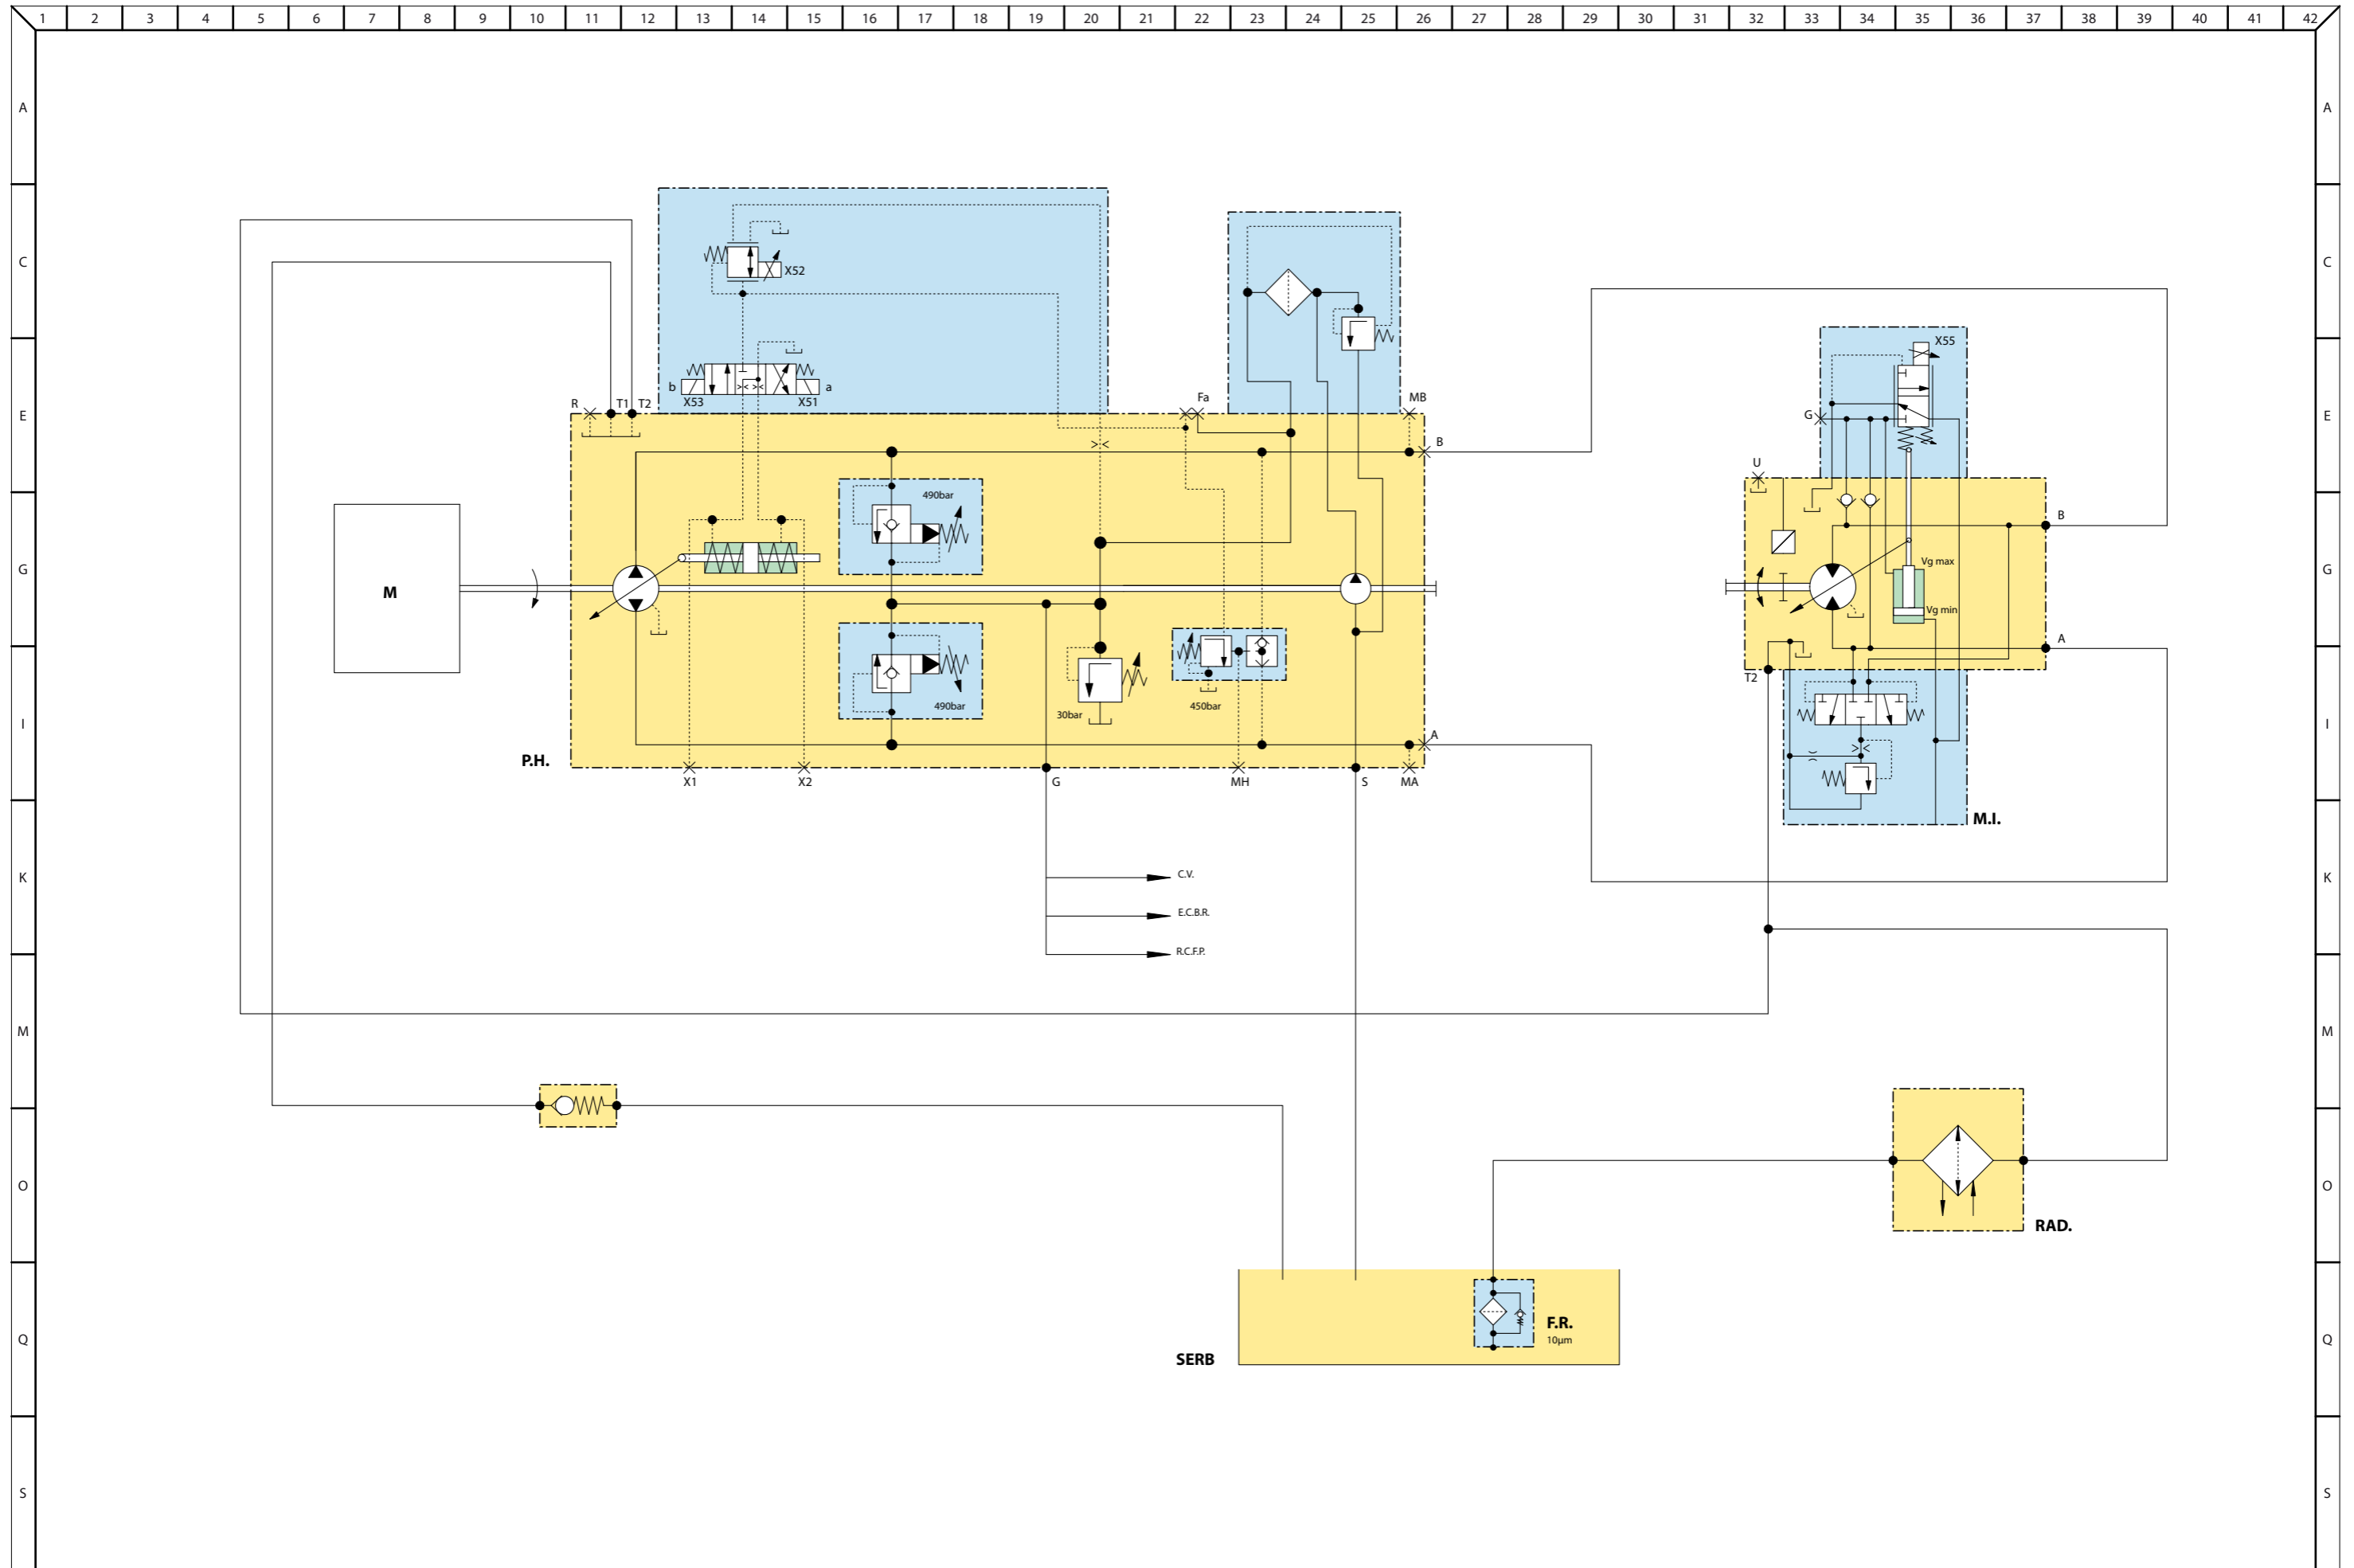 1 2 3 4 5 6 7 8 9 10 11 12 13 14 15 16 17 18 19 20 21 22 23 24 25 26 27 28 29 30 31 32 33 34 35 36 37 38 39 40 41 42
A A
C X52 C
X55
b X53 X51 a
R T1 T2 Fa MB
E G E
B
U
490bar
B
G M Vg max G
Vg min
A
T2
490bar 30bar 450bar
I I
A
P.H.
X1 X2 G MH S MA
M.I.
K C.V. K
E.C.B.R.
R.C.F.P.
M M
O O
RAD.
F.R.
Q 10µm Q
SERB
S S